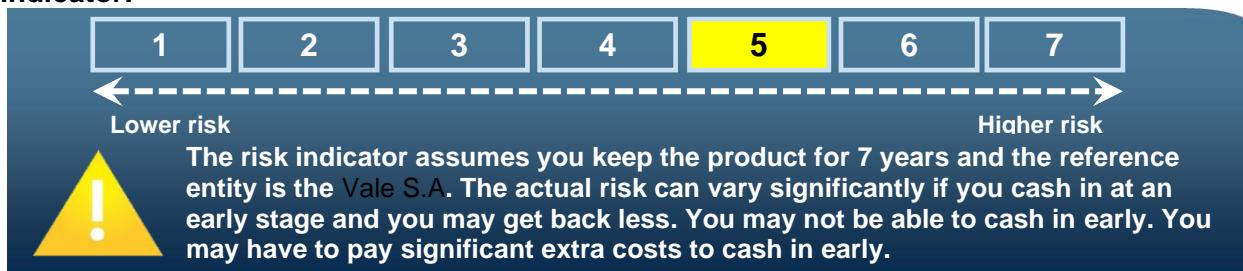 Indicator:
1 2 3 4 5 6 7
Lower risk Higher risk
The risk indicator assumes you keep the product for 7 years and the reference
entity is the Vale S.A. The actual risk can vary significantly if you cash in at an
early stage and you may get back less. You may not be able to cash in early. You
may have to pay significant extra costs to cash in early.